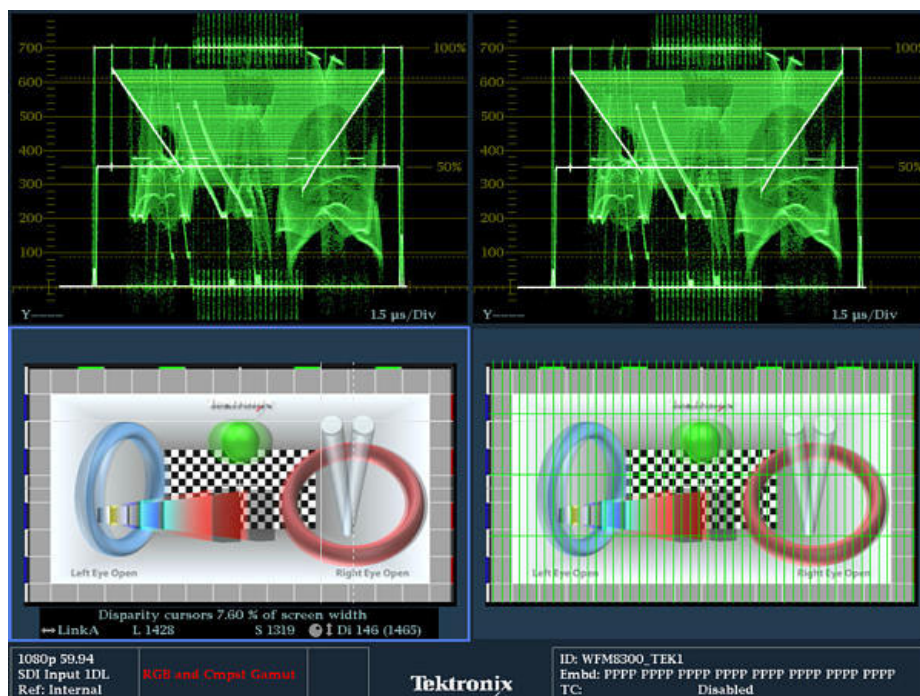 700 100% 700 100%
600 600
500 500
400 400
50% 50%
300 300
200 200
100 100
0 0
Y---- 1.5 µs/Div Y---- 1.5 µs/Div
Left Eye Open Right Eye Open Left Eye Open Right Eye Open
Disparity cursors 7.60 % of screen width
LinkA L 1428 S 1319 Di 146 (1465)
1080p 59.94
SDI Input 1DL RGB and Cmpst Gamut
Ref: Internal
Tektronix
ID: WFM8300_TEK1
Embd: PPPP PPPP PPPP PPPP PPPP PPPP PPPP PPPP
TC: Disabled